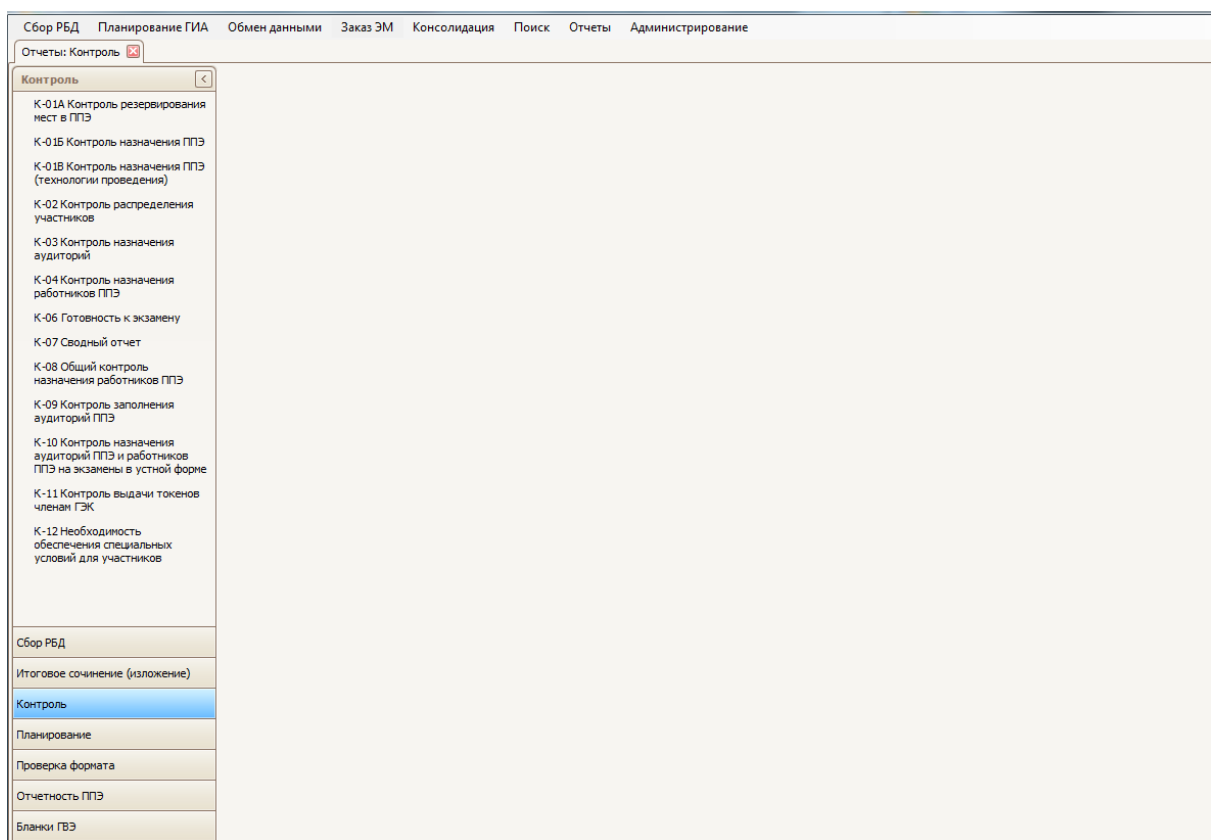 Сбор РБД Планирование ГИА Обмен данными Заказ ЭМ Консолидация Поиск Отчеты Администрирование
Отчеты: Контроль
Контроль
К-01А Контроль резервирования
мест в ППЭ
К-01Б Контроль назначения ППЭ
К-01В Контроль назначения ППЭ
(технологии проведения)
К-02 Контроль распределения
участников
К-03 Контроль назначения
аудиторий
К-04 Контроль назначения
работников ППЭ
К-06 Готовность к экзамену
К-07 Сводный отчет
К-08 Общий контроль
назначения работников ППЭ
К-09 Контроль заполнения
аудиторий ППЭ
К-10 Контроль назначения
аудиторий ППЭ и работников
ППЭ на экзамены в устной форме
К-11 Контроль выдачи токенов
членам ГЭК
К-12 Необходимость
обеспечения специальных
условий для участников
Сбор РБД
Итоговое сочинение (изложение)
Контроль
Планирование
Проверка формата
Отчетность ППЭ
Бланки ГВЭ